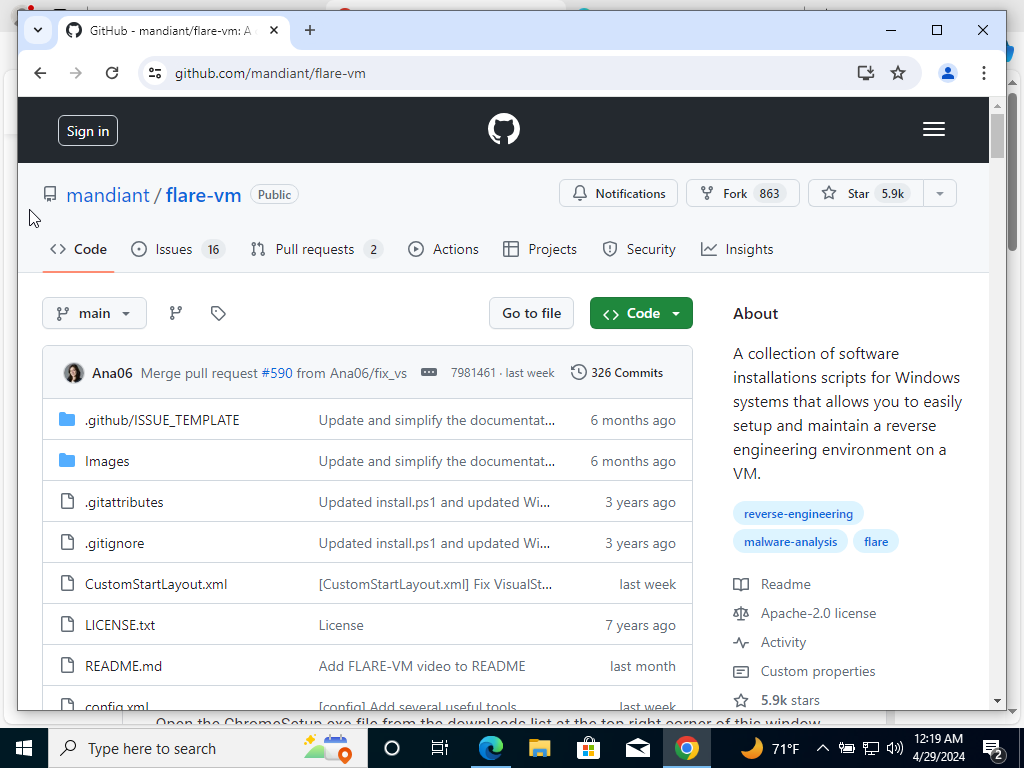 GitHub - mandiant/flare-vm: A
github.com/mandiant/flare-vm
Sign in
mandiant / flare-vm Public
Notifications
Fork 863
Star 5.9k
Code
Issues 16
Pull requests 2
Actions
Projects
Security
Insights
main
Go to file
Code
Ana06 Merge pull request #590 from Ana06/fix_vs 7981461 · last week 326 Commits
.github/ISSUE_TEMPLATE Update and simplify the documentat... 6 months ago
Images Update and simplify the documentat... 6 months ago
.gitattributes Updated install.ps1 and updated Wi... 3 years ago
.gitignore Updated install.ps1 and updated Wi... 3 years ago
CustomStartLayout.xml [CustomStartLayout.xml] Fix VisualSt... last week
LICENSE.txt License 7 years ago
README.md Add FLARE-VM video to README last month
config.xml [config] Add several useful tools last week
About
A collection of software
installations scripts for Windows
systems that allows you to easily
setup and maintain a reverse
engineering environment on a
VM.
reverse-engineering
malware-analysis flare
Readme
Apache-2.0 license
Activity
Custom properties
5.9k stars
Open the ChromeSetup.exe file from the downloads list at the top right corner of this window.
Type here to search
71°F
12:19 AM
4/29/2024
2